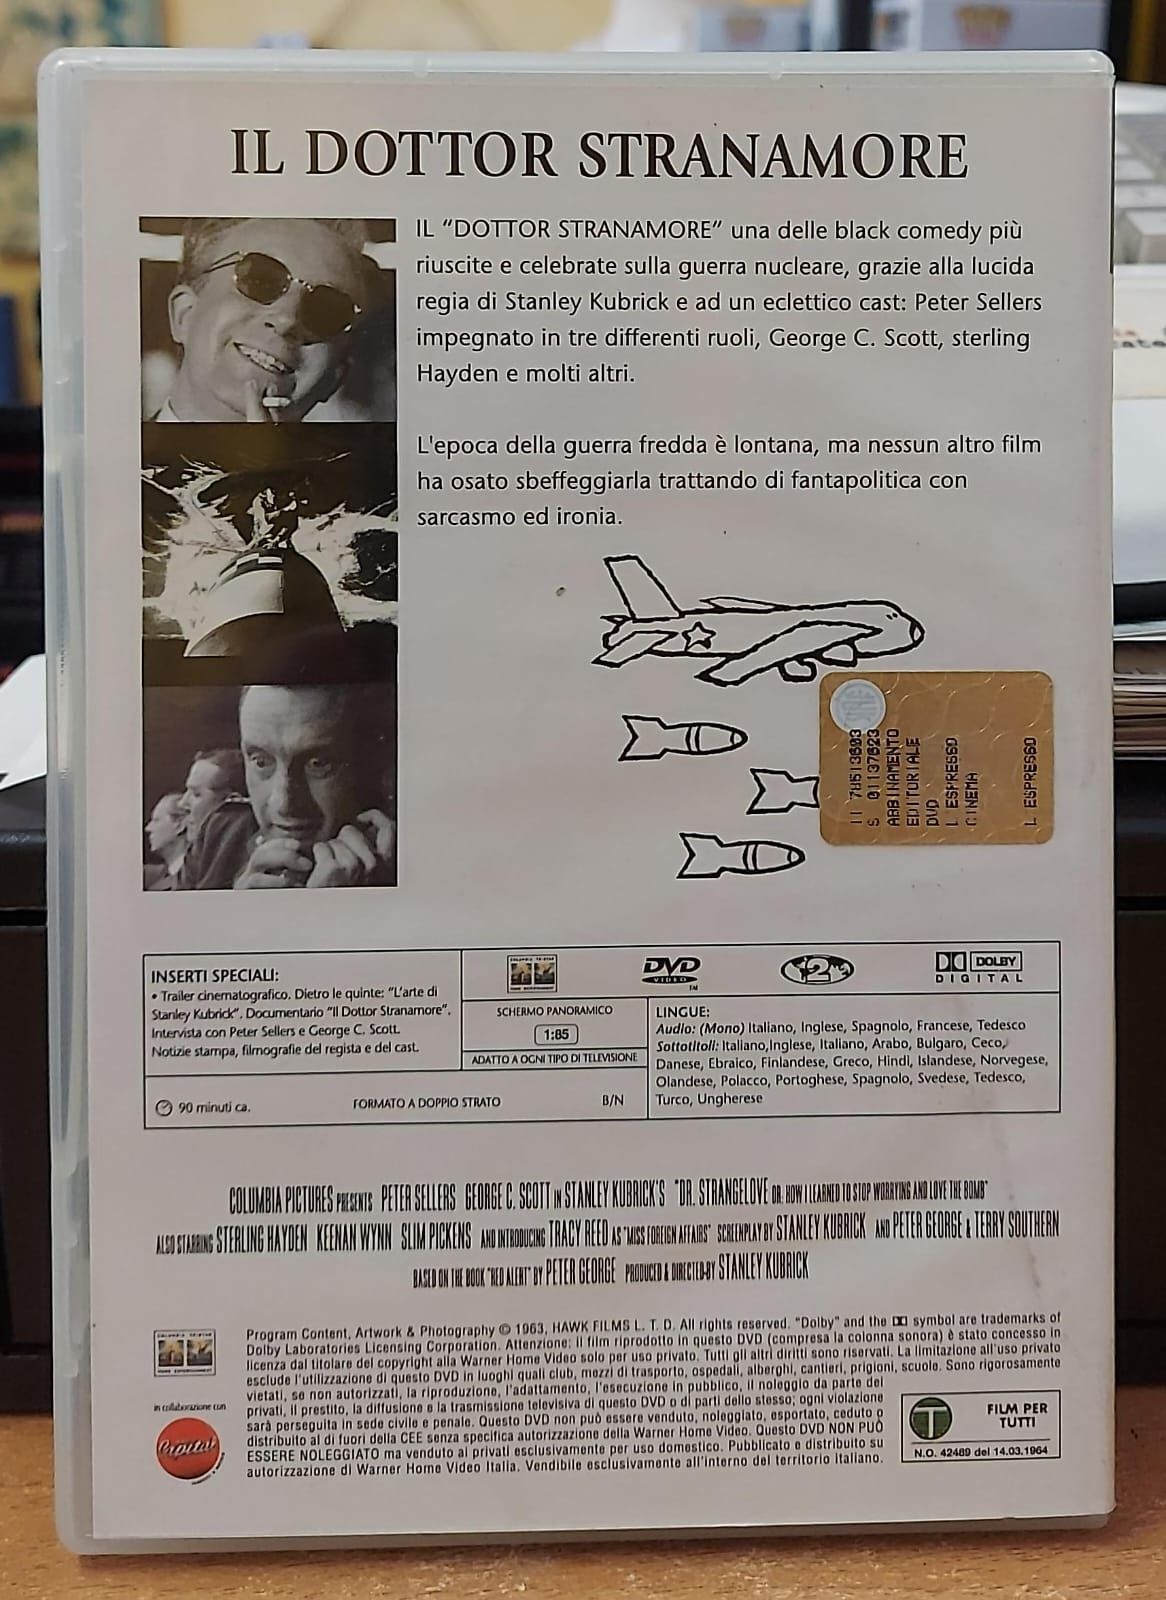 IL DOTTOR STRANAMORE
IL “DOTTOR STRANAMORE” una delle black comedy più
riuscite e celebrate sulla guerra nucleare, grazie alla lucida
regia di Stanley Kubrick e ad un eclettico cast: Peter Sellers
impegnato in tre differenti ruoli, George C. Scott, sterling
Hayden e molti altri.
L'epoca della guerra fredda è lontana, ma nessun altro film
ha osato sbeffeggiarla trattando di fantapolitica con
sarcasmo ed ironia.
ABBINAMENTO
EDITORIALE
DVD
L ESPRESSO
CINEMA
L ESPRESSO
INSERTI SPECIALI:
• Trailer cinematografico. Dietro le quinte: “L'arte di
Stanley Kubrick”. Documentario “Il Dottor Stranamore”.
Intervista con Peter Sellers e George C. Scott.
Notizie stampa, filmografie del regista e del cast.
90 minuti ca.
FORMATO A DOPPIO STRATO
B/N
DVD
VIDEO
TM
2
DOLBY
DIGITAL
SCHERMO PANORAMICO
1:85
ADATTO A OGNI TIPO DI TELEVISIONE
LINGUE:
Audio: (Mono) Italiano, Inglese, Spagnolo, Francese, Tedesco
Sottotitoli: Italiano,Inglese, Italiano, Arabo, Bulgaro, Ceco,
Danese, Ebraico, Finlandese, Greco, Hindi, Islandese, Norvegese,
Olandese, Polacco, Portoghese, Spagnolo, Svedese, Tedesco,
Turco, Ungherese
COLUMBIA PICTURES PRESENTS PETER SELLERS GEORGE C. SCOTT IN STANLEY KUBRICK'S "DR. STRANGELOVE OR: HOW I LEARNED TO STOP WORRYING AND LOVE THE BOMB"
ALSO STARRING STERLING HAYDEN KEENAN WYNN SLIM PICKENS AND INTRODUCING TRACY REED AS "MISS FOREIGN AFFAIRS" SCREENPLAY BY STANLEY KUBRICK AND PETER GEORGE & TERRY SOUTHERN
BASED ON THE BOOK "RED ALERT" BY PETER GEORGE PRODUCED & DIRECTED BY STANLEY KUBRICK
Program Content, Artwork & Photography © 1963, HAWK FILMS L. T. D. All rights reserved. "Dolby" and the symbol are trademarks of
Dolby Laboratories Licensing Corporation. Attenzione: il film riprodotto in questo DVD (compresa la colonna sonora) è stato concesso in
licenza dal titolare del copyright alla Warner Home Video solo per uso privato. Tutti gli altri diritti sono riservati. La limitazione all'uso privato
esclude l'utilizzazione di questo DVD in luoghi quali club, mezzi di trasporto, ospedali, alberghi, cantieri, prigioni, scuole. Sono rigorosamente
vietati, se non autorizzati, la riproduzione, l'adattamento, l'esecuzione in pubblico, il noleggio da parte dei
privati, il prestito, la diffusione e la trasmissione televisiva di questo DVD o di parti dello stesso; ogni violazione
sarà perseguita in sede civile e penale. Questo DVD non può essere venduto, noleggiato, esportato, ceduto o
distribuito al di fuori della CEE senza specifica autorizzazione della Warner Home Video. Questo DVD NON PUÒ
ESSERE NOLEGGIATO ma venduto ai privati esclusivamente per uso domestico. Pubblicato e distribuito su
autorizzazione di Warner Home Video Italia. Vendibile esclusivamente all'interno del territorio italiano.
in collaborazione con
Capital
T
FILM PER
TUTTI
N.O. 42489 del 14.03.1964